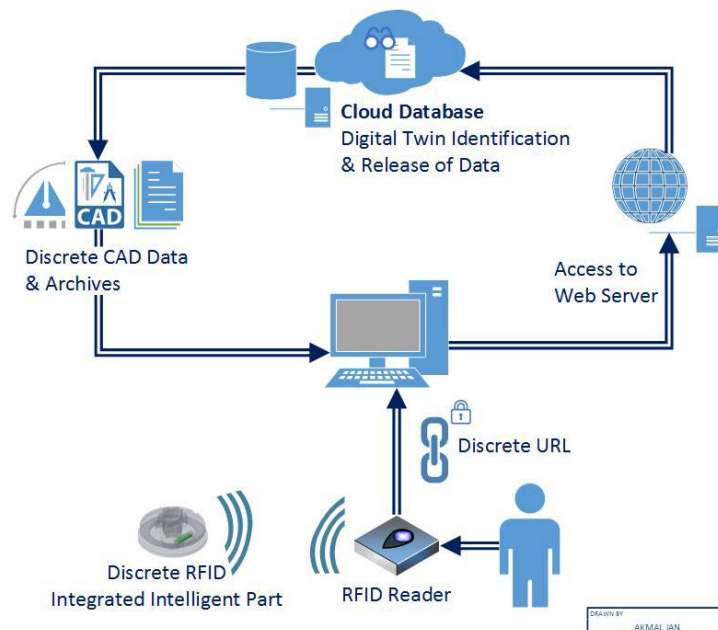 Cloud Database
Digital Twin Identification
& Release of Data
CAD
Discrete CAD Data
& Archives
Access to
Web Server
Discrete URL
Discrete RFID
Integrated Intelligent Part
RFID Reader
DRAWN BY
AKMAL JAN